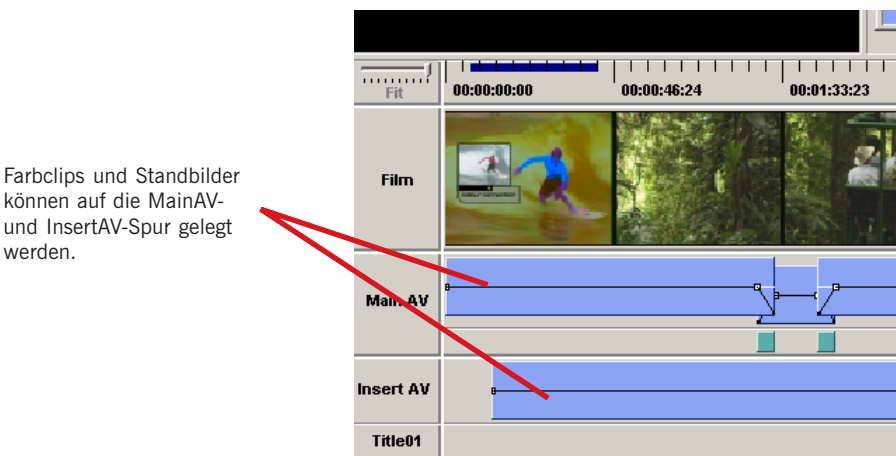 Farbclips und Standbilder
können auf die MainAV-
und InsertAV-Spur gelegt
werden.
Fit
00:00:00:00 00:00:46:24 00:01:33:23
Film
Main AV
Insert AV
Title01